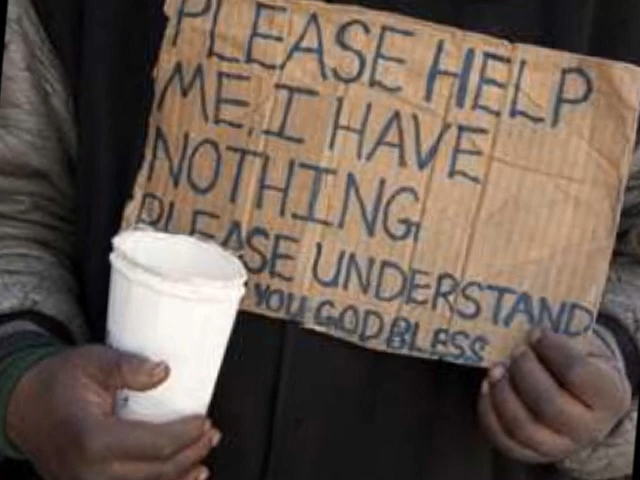 PLEASE HELP
ME. I HAVE
NOTHING
PLEASE UNDERSTAND
YOU GOD BLESS